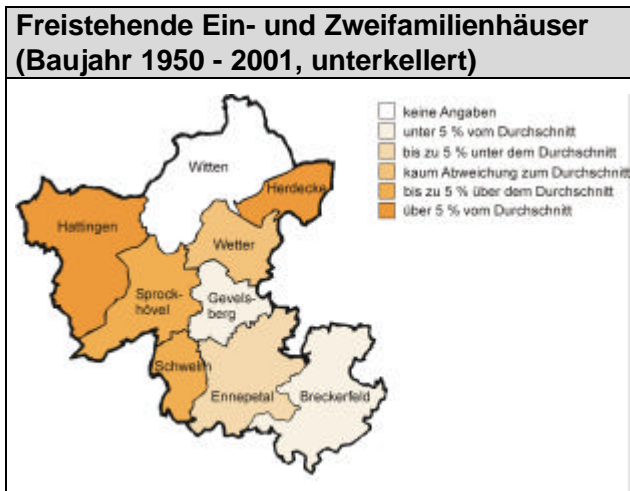 Freistehende Ein- und Zweifamilienhäuser
(Baujahr 1950 - 2001, unterkellert)
keine Angaben
unter 5 % vom Durchschnitt
bis zu 5 % unter dem Durchschnitt
kaum Abweichung zum Durchschnitt
bis zu 5 % über dem Durchschnitt
über 5 % vom Durchschnitt
Witten
Herdecke
Hattingen
Wetter
Sprock-
hövel
Gevels-
berg
Schwelm
Ennepetal
Breckerfeld